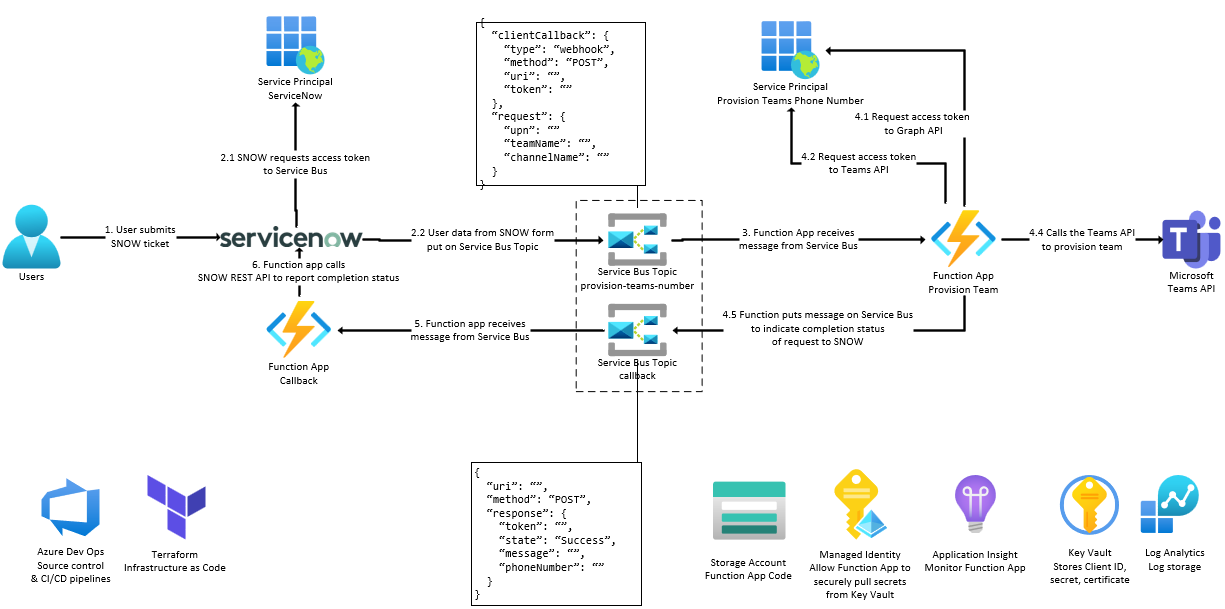 Service Principal
ServiceNow
{
“clientCallback”: {
“type”: “webhook”,
“method”: “POST”,
“uri”: “”,
“token”: “”
},
“request”: {
“upn”: “”
“teamName”: “”,
“channelName”: “”
}
}
Service Principal
Provision Teams Phone Number
4.1 Request access token
to Graph API
4.2 Request access token
to Teams API
2.1 SNOW requests access token
to Service Bus
Users
1. User submits
SNOW ticket
servicenow
2.2 User data from SNOW form
put on Service Bus Topic
Service Bus Topic
provision-teams-number
3. Function App receives
message from Service Bus
Function App
Provision Team
4.4 Calls the Teams API
to provision team
T
Microsoft
Teams API
6. Function app calls
SNOW REST API to report completion status
Function App
Callback
5. Function app receives
message from Service Bus
Service Bus Topic
callback
4.5 Function puts message on Service Bus
to indicate completion status
of request to SNOW
{
“uri”: “”,
“method”: “POST”,
“response”: {
“token”: “”,
“state”: “Success”,
“message”: “”,
“phoneNumber”: “”
}
}
Azure Dev Ops
Source control
& CI/CD pipelines
Terraform
Infrastructure as Code
Storage Account
Function App Code
Managed Identity
Allow Function App to
securely pull secrets
from Key Vault
Application Insight
Monitor Function App
Key Vault
Stores Client ID,
secret, certificate
Log Analytics
Log storage